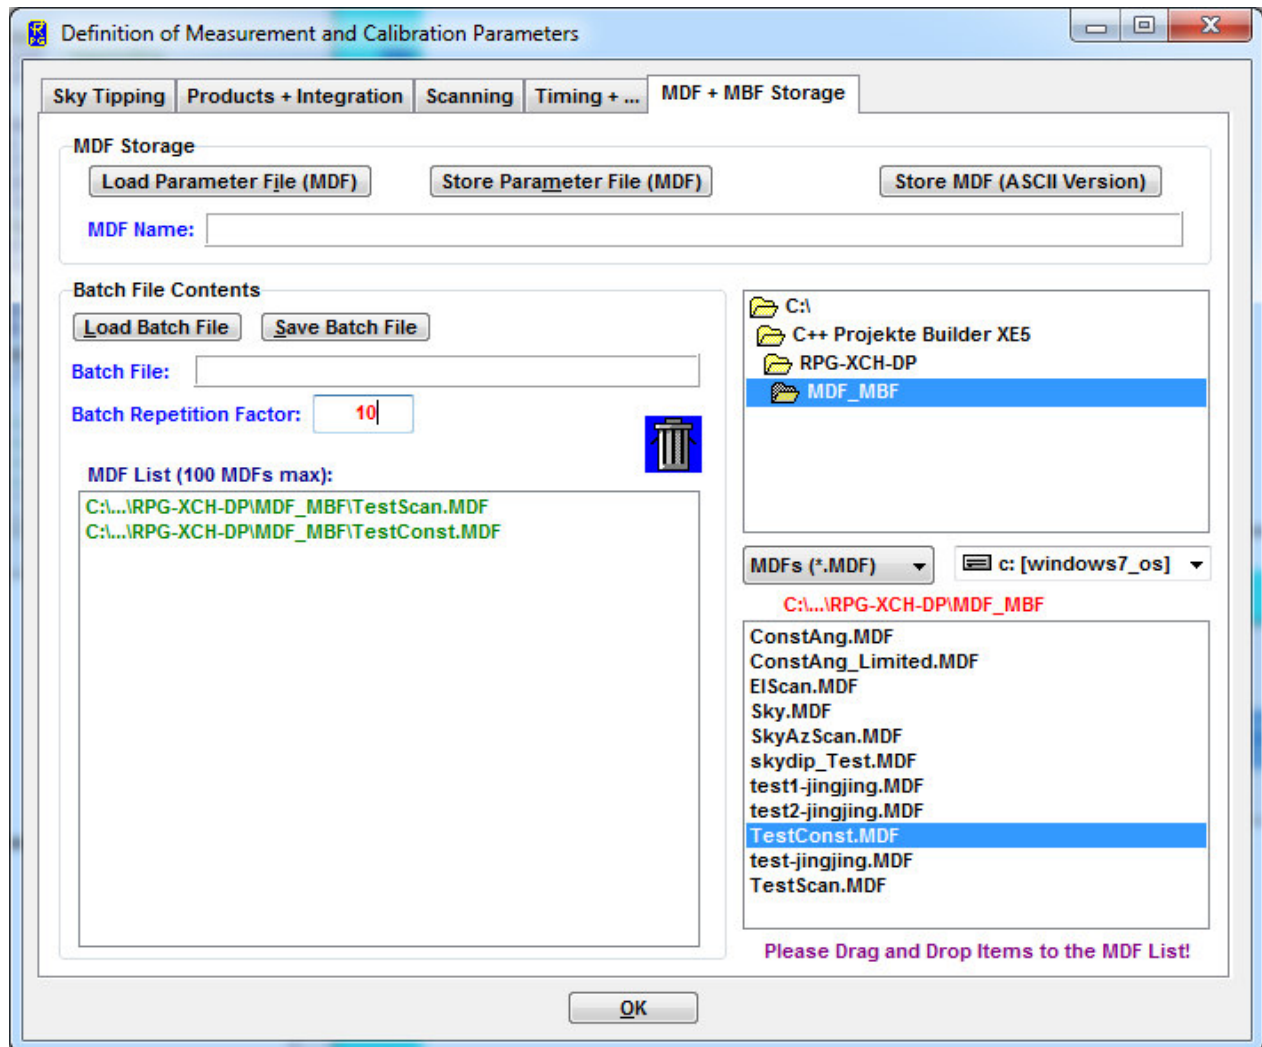 Definition of Measurement and Calibration Parameters
Sky Tipping Products + Integration Scanning Timing + ... MDF + MBF Storage
MDF Storage
Load Parameter File (MDF) Store Parameter File (MDF) Store MDF (ASCII Version)
MDF Name:
Batch File Contents
Load Batch File Save Batch File
Batch File:
Batch Repetition Factor: 10
MDF List (100 MDFs max):
C:\...\RPG-XCH-DP\MDF_MBF\TestScan.MDF
C:\...\RPG-XCH-DP\MDF_MBF\TestConst.MDF
C:\
C++ Projekte Builder XE5
RPG-XCH-DP
MDF_MBF
MDFs (*.MDF) c: [windows7_os]
C:\...\RPG-XCH-DP\MDF_MBF
ConstAng.MDF
ConstAng_Limited.MDF
ElScan.MDF
Sky.MDF
SkyAzScan.MDF
skydip_Test.MDF
test1-jingjing.MDF
test2-jingjing.MDF
TestConst.MDF
test-jingjing.MDF
TestScan.MDF
Please Drag and Drop Items to the MDF List!
OK